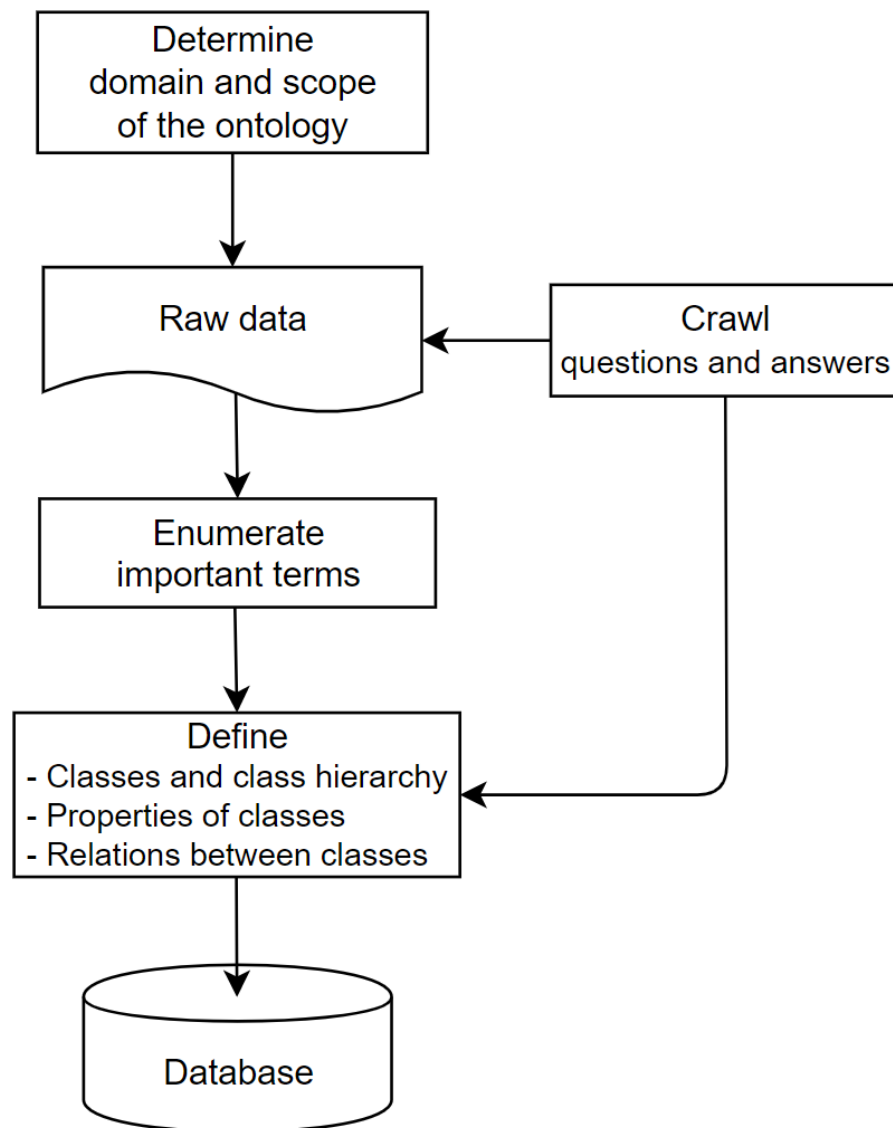 Determine
domain and scope
of the ontology
Raw data
Crawl
questions and answers
Enumerate
important terms
Define
- Classes and class hierarchy
- Properties of classes
- Relations between classes
Database